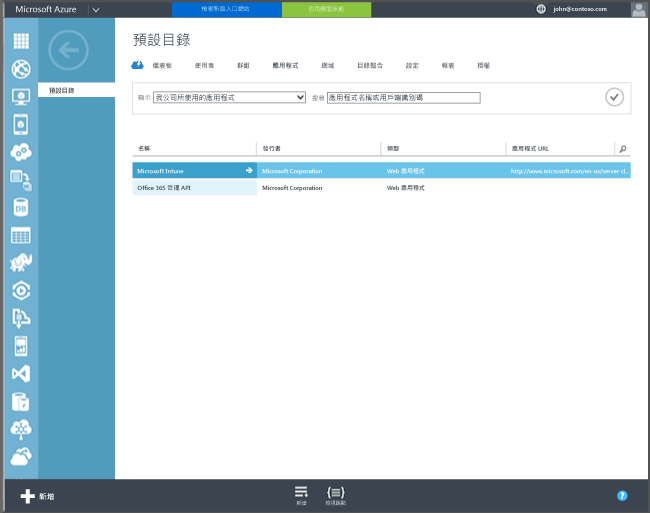 Microsoft Azure
檢視新版入口網站
john@contoso.com
預設目錄
預設目錄
儀表板 使用者 群組 應用程式 網域 目錄整合 設定 報表 授權
顯示 我公司所使用的應用程式 搜尋 應用程式名稱或用戶端識別碼
名稱 發行者 類型 應用程式 URL
Microsoft Intune Microsoft Corporation Web 應用程式 http://www.microsoft.com/en-us/server-cl...
Office 365 管理 API Microsoft Corporation Web 應用程式
DB
新增
新增 檢視端點
?